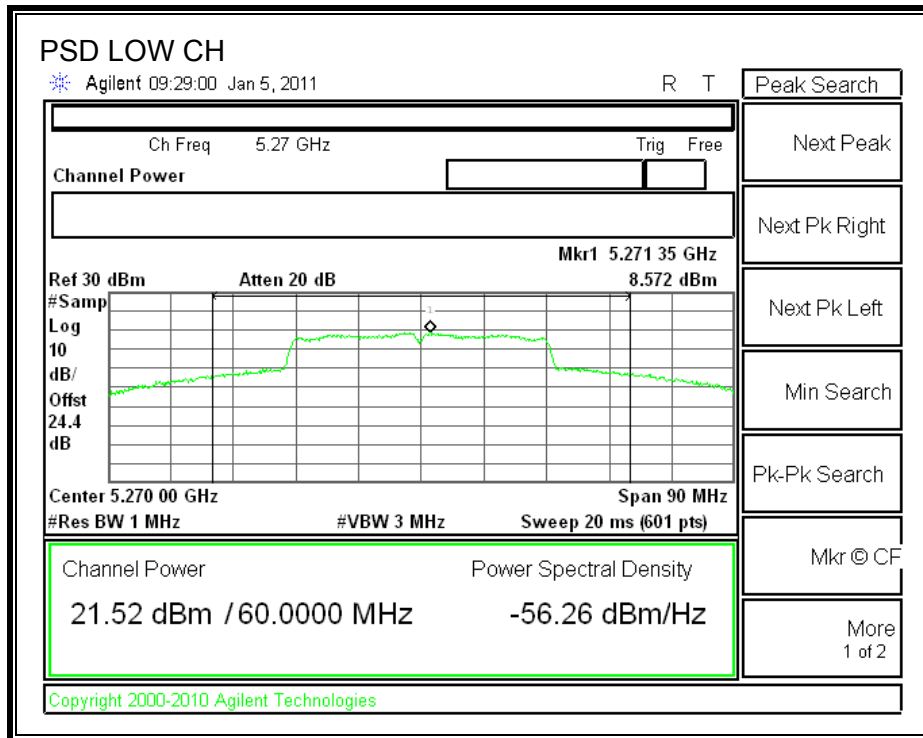 PSD LOW CH
Agilent 09:29:00 Jan 5, 2011 R T
Peak Search
Ch Freq 5.27 GHz Trig Free
Channel Power
Next Peak
Next Pk Right
Mkr1 5.271 35 GHz
Ref 30 dBm Atten 20 dB 8.572 dBm
#Samp
Log
10
dB/
Offst
24.4
dB
1
Next Pk Left
Min Search
Pk-Pk Search
Center 5.270 00 GHz Span 90 MHz
#Res BW 1 MHz #VBW 3 MHz Sweep 20 ms (601 pts)
Channel Power Power Spectral Density
21.52 dBm / 60.0000 MHz -56.26 dBm/Hz
Mkr © CF
More
1 of 2
Copyright 2000-2010 Agilent Technologies